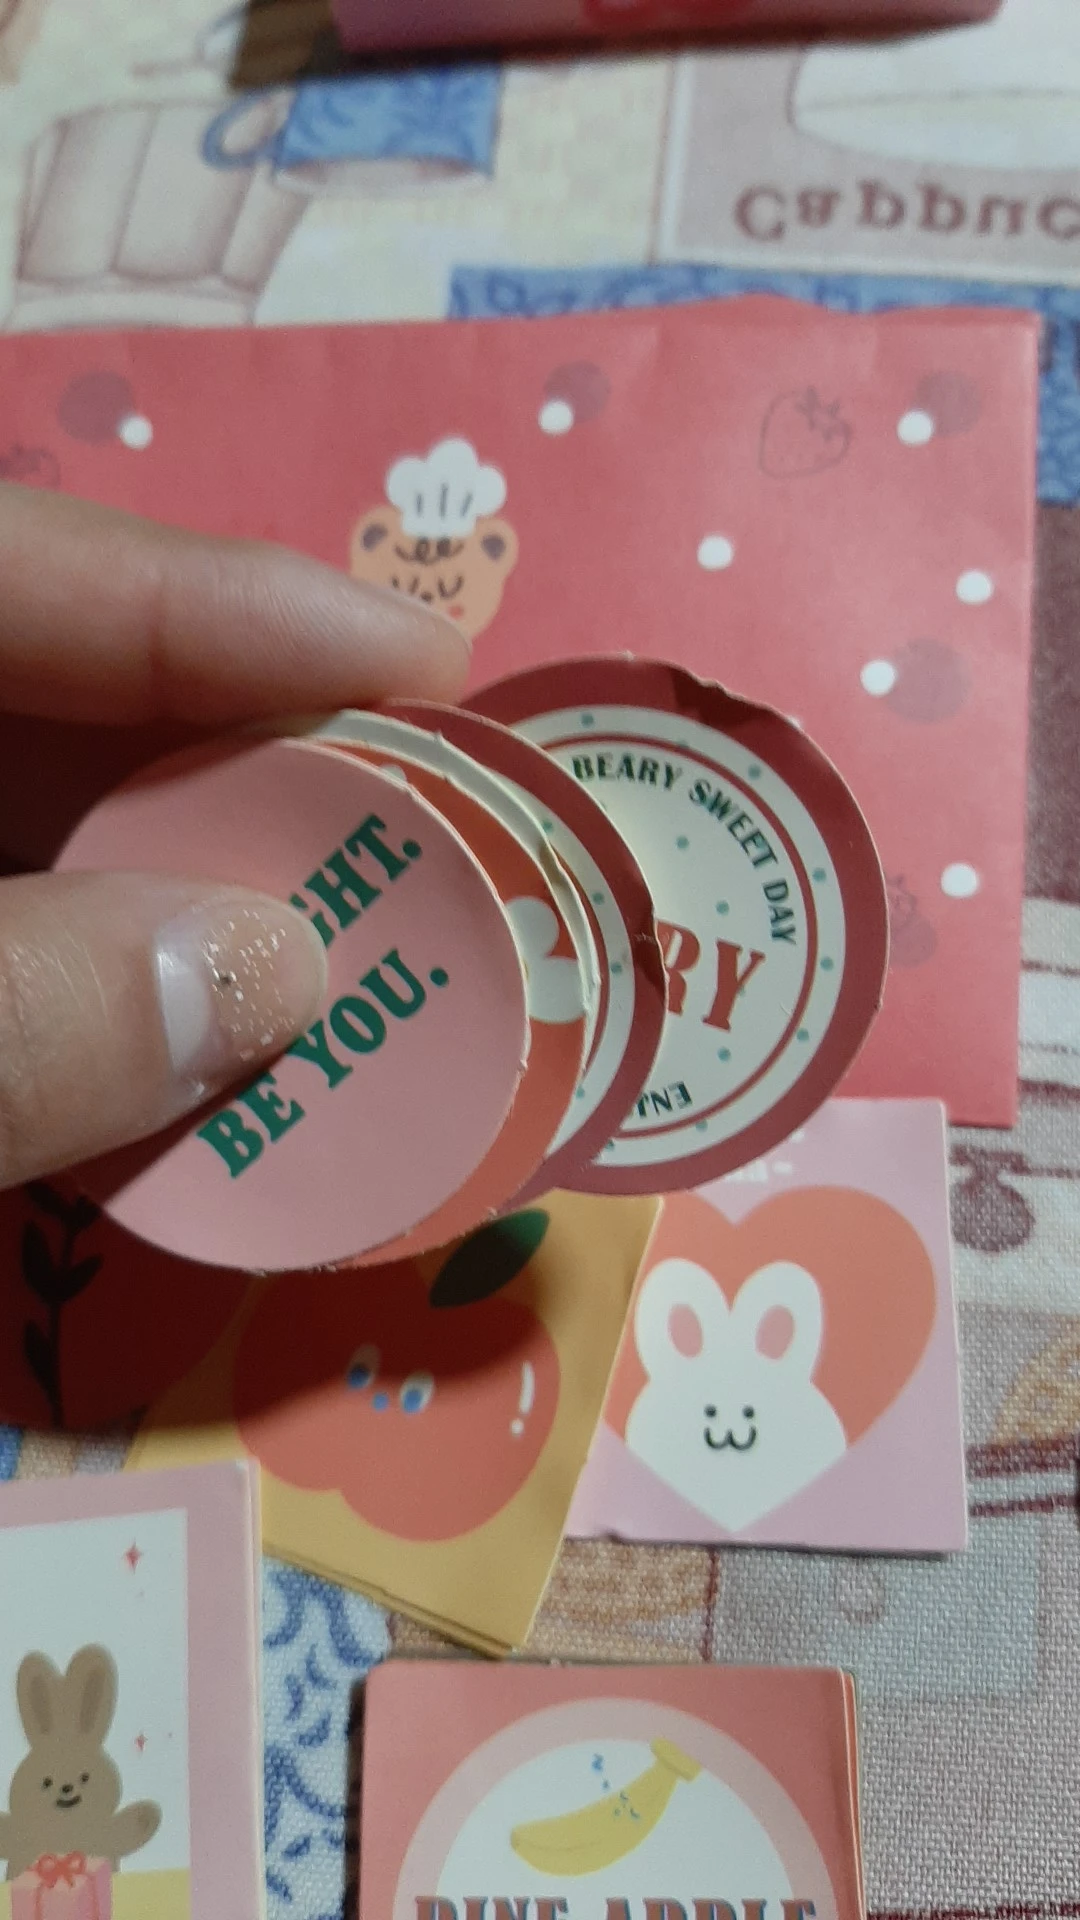 Cappuc
BEARY SWEET DAY
RY
ENJ
GHT.
BE YOU.
PINE APPLE